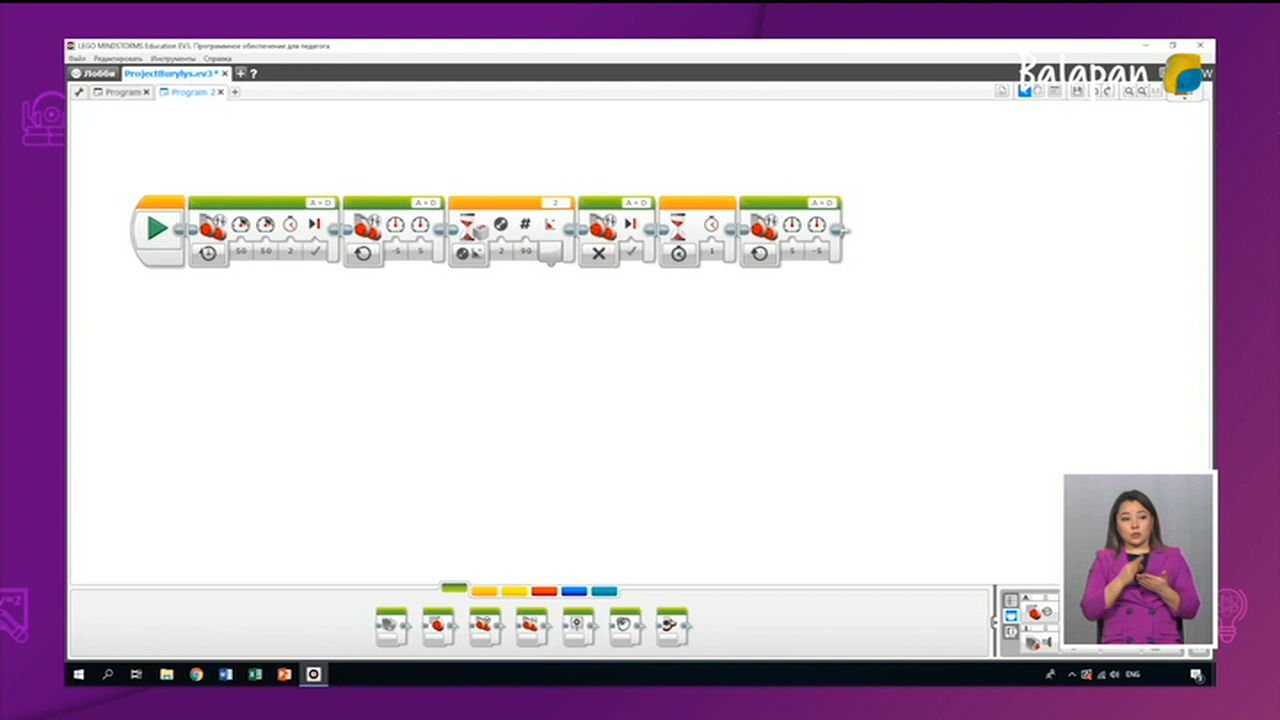 LEGO MINDSTORMS Education EV3. Программное обеспечение для педагога
Файл Редактировать Инструменты Справка
Balapan
Лобби ProjectBurylys.ev3* × + ?
Program × Program 2 × +
A + D A + D 2 A + D A + D
#
50 50 2 -5 5 2 90 1 5 -5
ENG